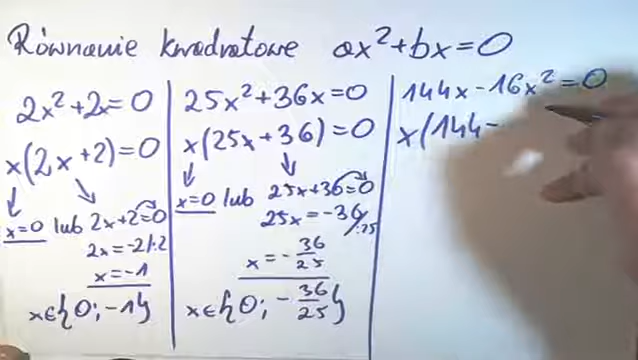 Równanie kwadratowe ax²+bx=0
2x²+2x=0
x(2x+2)=0
x=0 lub 2x+2=0
2x=-2/:2
x=-1
x∈{0;-1}
25x²+36x=0
x(25x+36)=0
x=0 lub 25x+36=0
25x=-36/:25
x=-36/25
x∈{0;-36/25}
144x-16x²=0
x(144-